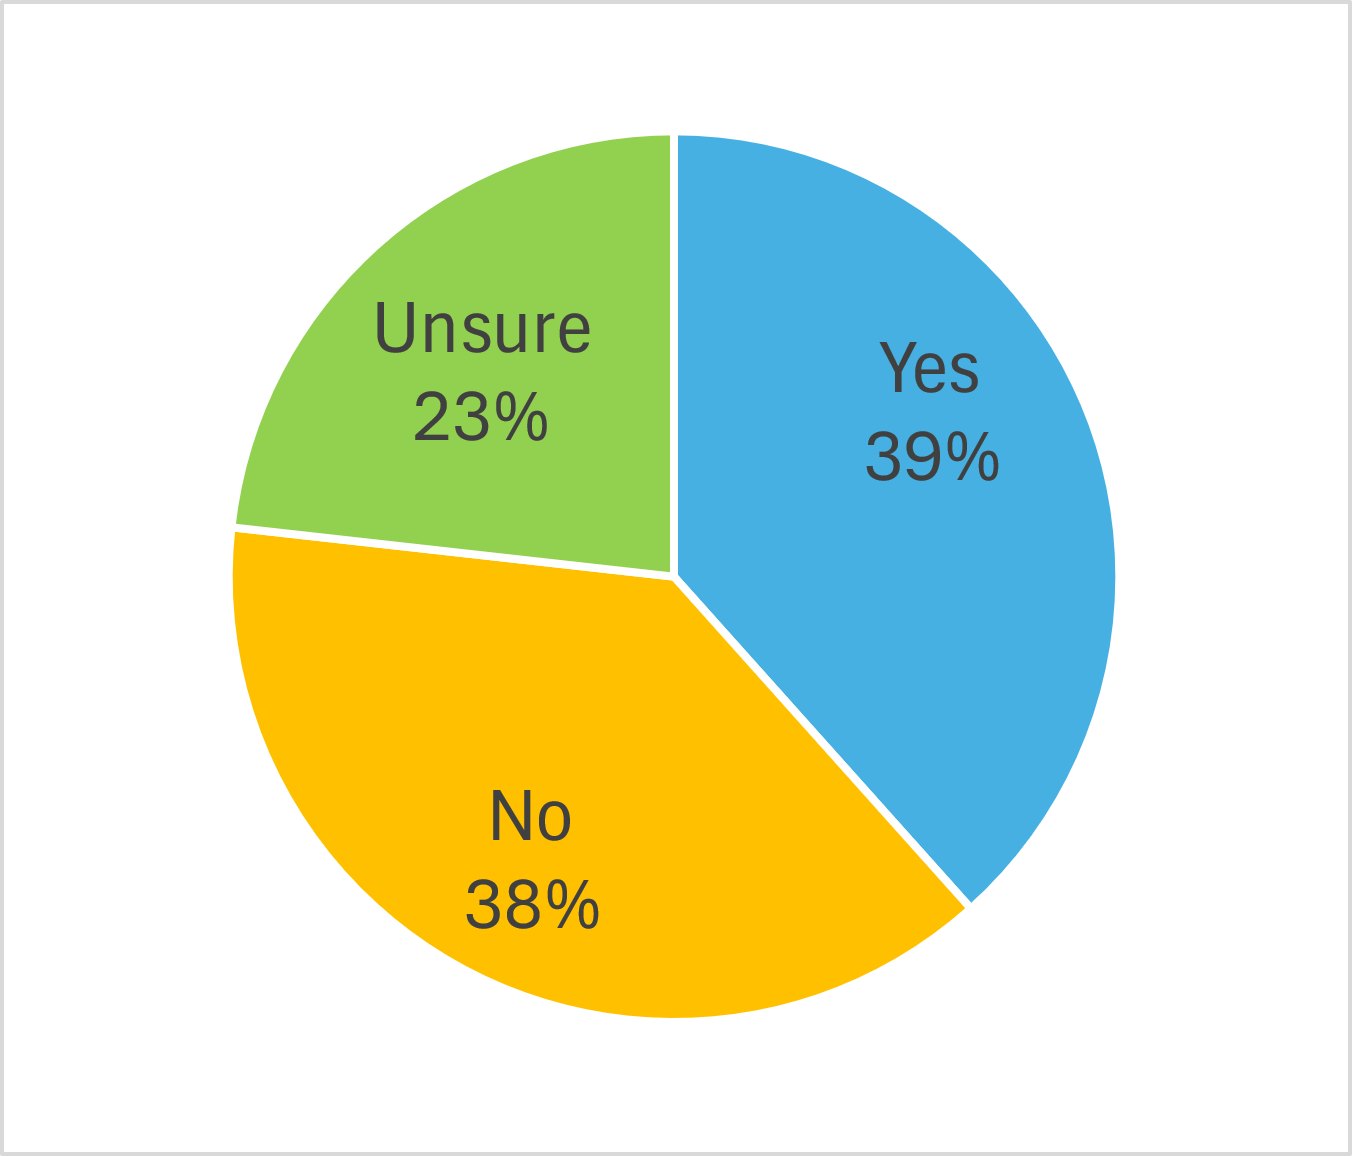 Unsure
23%
Yes
39%
No
38%